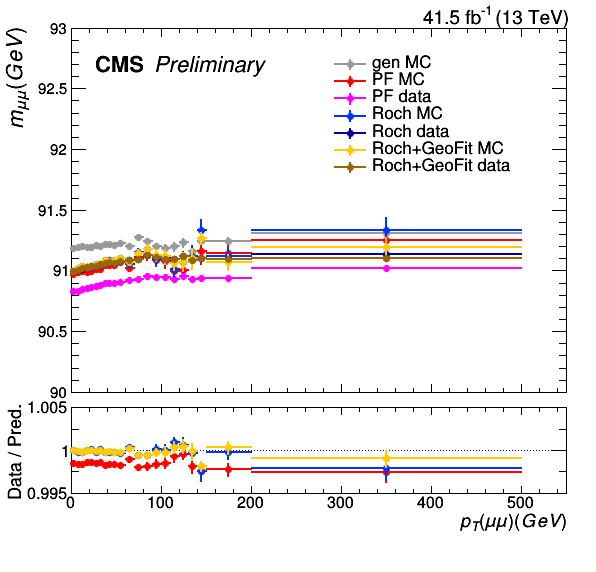 41.5 fb⁻¹ (13 TeV)
m_μμ(GeV)
93
CMS Preliminary
gen MC
PF MC
PF data
Roch MC
Roch data
Roch+GeoFit MC
Roch+GeoFit data
92.5
92
91.5
91
90.5
90
Data / Pred.
1.005
1
0.995
0 100 200 300 400 500
p_T(μμ)(GeV)